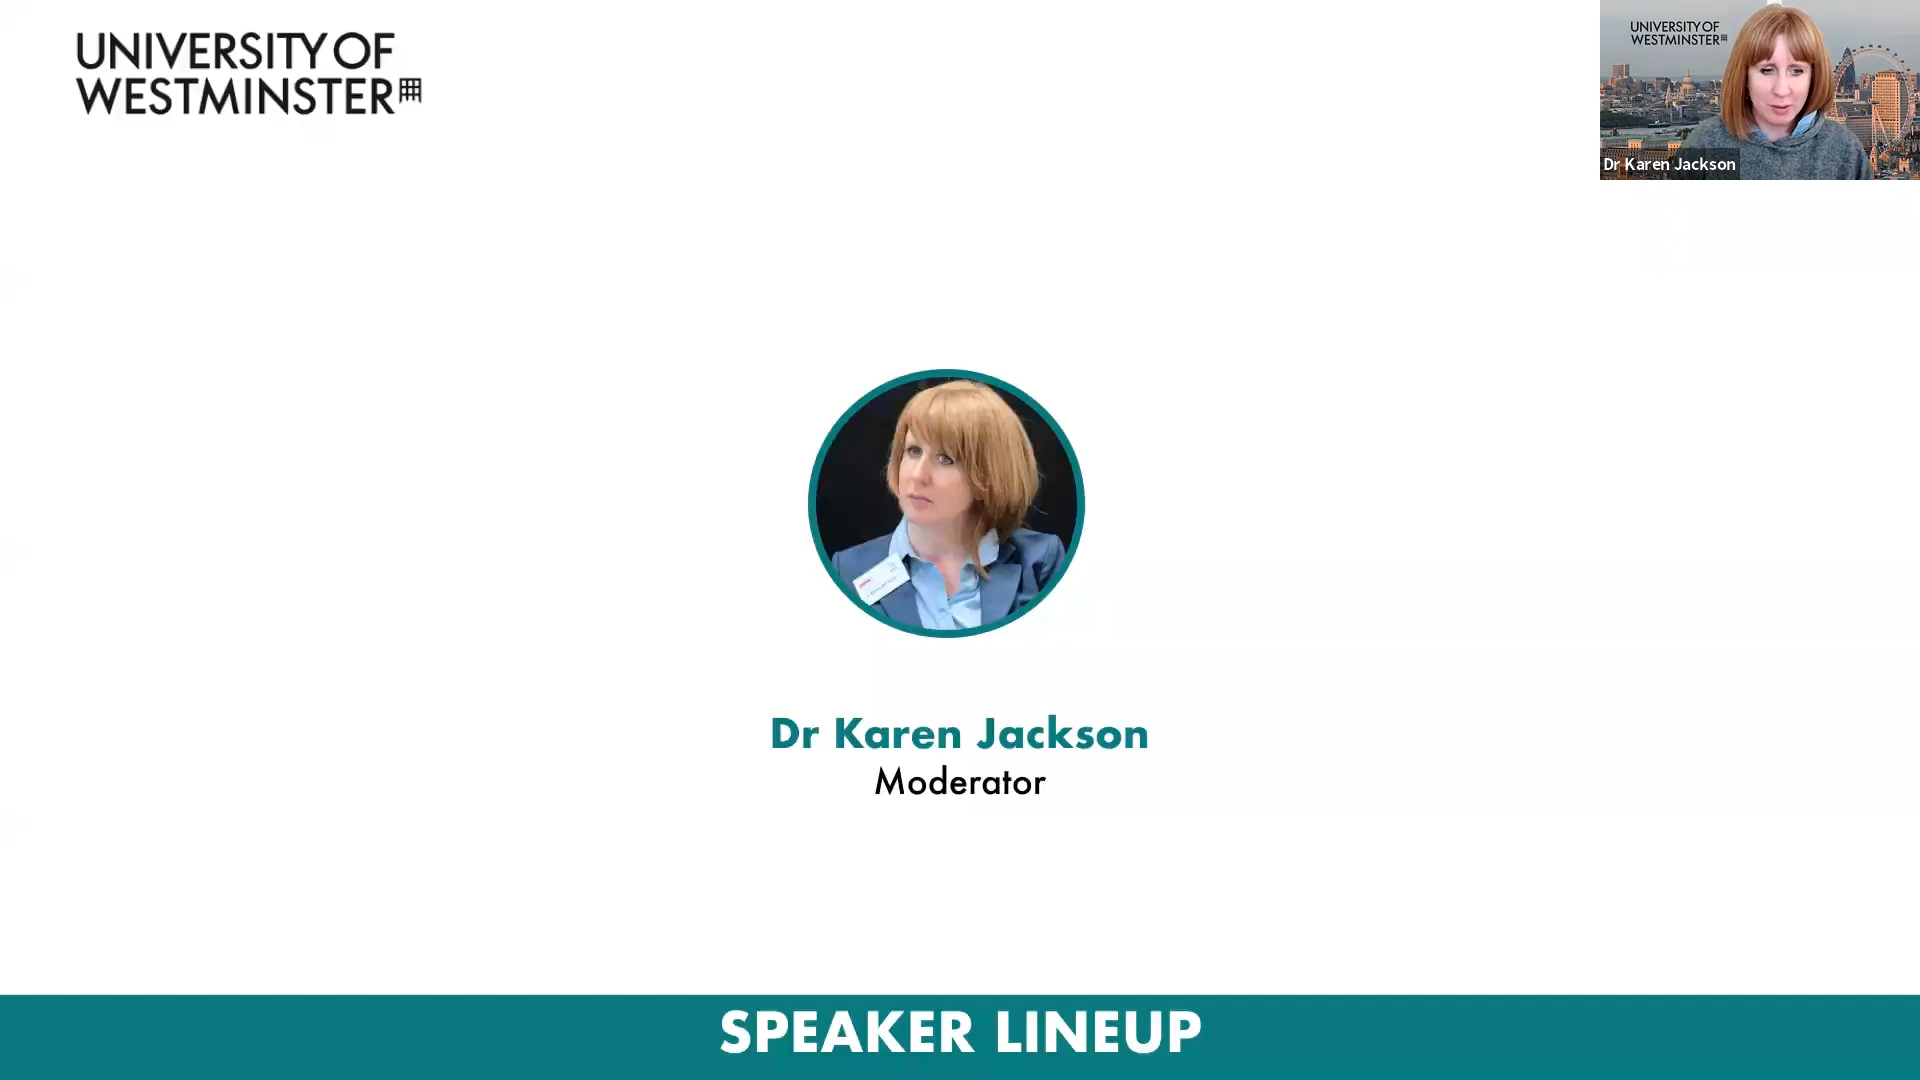 UNIVERSITY OF
WESTMINSTER
UNIVERSITY OF
WESTMINSTER
Dr Karen Jackson
Dr Karen Jackson
Moderator
SPEAKER LINEUP